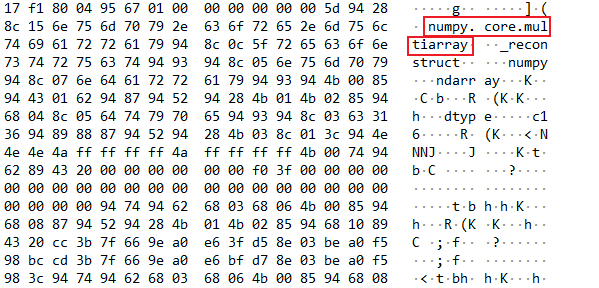 17 f1 80 04 95 67 01 00 00 00 00 00 00 5d 94 28 ·····g·· ·····]·(
8c 15 6e 75 6d 70 79 2e 63 6f 72 65 2e 6d 75 6c ··numpy. core.mul
74 69 61 72 72 61 79 94 8c 0c 5f 72 65 63 6f 6e tiarray· ··_recon
73 74 72 75 63 74 94 93 94 8c 05 6e 75 6d 70 79 struct·· ···numpy
94 8c 07 6e 64 61 72 72 61 79 94 93 94 4b 00 85 ···ndarr ay···K··
94 43 01 62 94 87 94 52 94 28 4b 01 4b 02 85 94 ·C·b···R ·(K·K···
68 04 8c 05 64 74 79 70 65 94 93 94 8c 03 63 31 h···dtyp e·····c1
36 94 89 88 87 94 52 94 28 4b 03 8c 01 3c 94 4e 6·····R· (K···<·N
4e 4e 4a ff ff ff ff 4a ff ff ff ff 4b 00 74 94 NNJ····J ····K·t·
62 89 43 20 00 00 00 00 00 00 f0 3f 00 00 00 00 b·C ···· ···?····
00 00 00 00 00 00 00 00 00 00 00 00 00 00 00 00 ········ ········
00 00 00 00 94 74 94 62 68 03 68 06 4b 00 85 94 ·····t·b h·h·K···
68 08 87 94 52 94 28 4b 01 4b 02 85 94 68 10 89 h···R·(K ·K···h··
43 20 cc 3b 7f 66 9e a0 e6 3f d5 8e 03 be a0 f5 C ·;·f·· ·?······
98 bc cd 3b 7f 66 9e a0 e6 bf d7 8e 03 be a0 f5 ···;·f·· ········
98 3c 94 74 94 62 68 03 68 06 4b 00 85 94 68 08 ·<·t·bh· h·K···h·